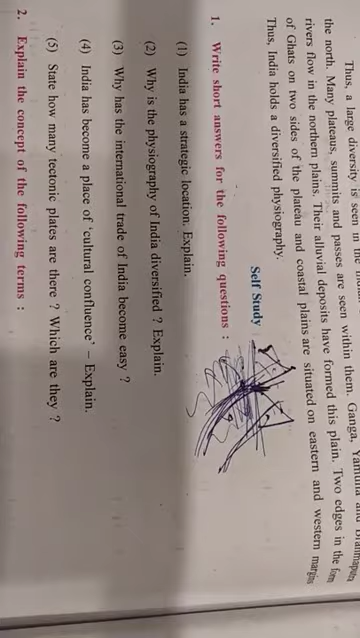 Thus, a large diversity is seen in the
the north. Many plateaus, summits and passes are seen within them. Ganga, Yamuna and Brahmaputra
rivers flow in the northern plains. Their alluvial deposits have formed this plain. Two edges in the form
of Ghats on two sides of the plateau and coastal plains are situated on eastern and western margins
Thus, India holds a diversified physiography.
Self Study
1. Write short answers for the following questions :
(1) India has a strategic location. Explain.
(2) Why is the physiography of India diversified ? Explain.
(3) Why has the international trade of India become easy ?
(4) India has become a place of 'cultural confluence' – Explain.
(5) State how many tectonic plates are there ? Which are they ?
2. Explain the concept of the following terms :